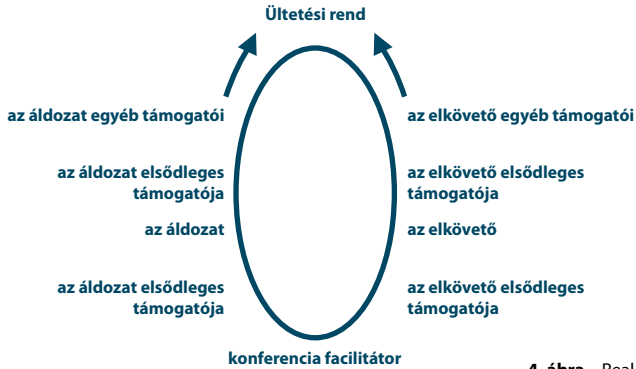 Ültetési rend
az áldozat egyéb támogatói
az elkövető egyéb támogatói
az áldozat elsődleges
támogatója
az elkövető elsődleges
támogatója
az áldozat
az elkövető
az áldozat elsődleges
támogatója
az elkövető elsődleges
támogatója
konferencia facilitátor
4. ábra Real